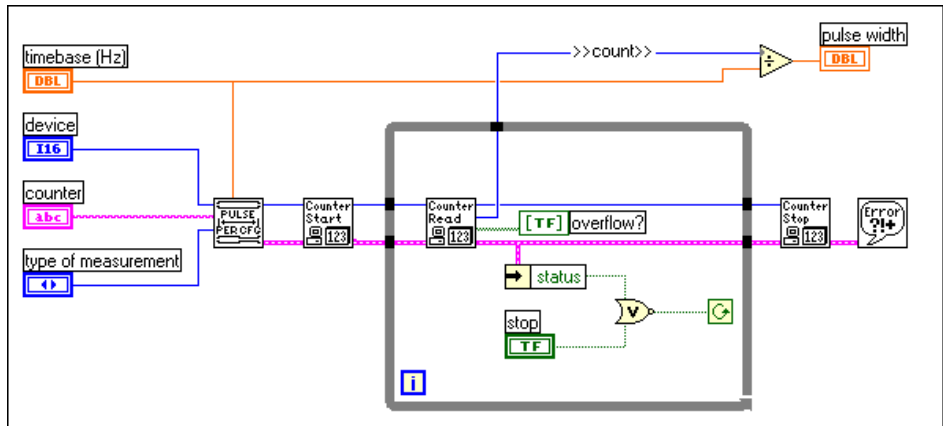 timebase (Hz)
DBL
>>count>>
÷
pulse width
DBL
device
I16
counter
abc
PULSE
PER CFG
Counter
Start
123
Counter
Read
123
[TF] overflow?
Counter
Stop
123
Error
?!+
type of measurement
status
V
stop
TF
i